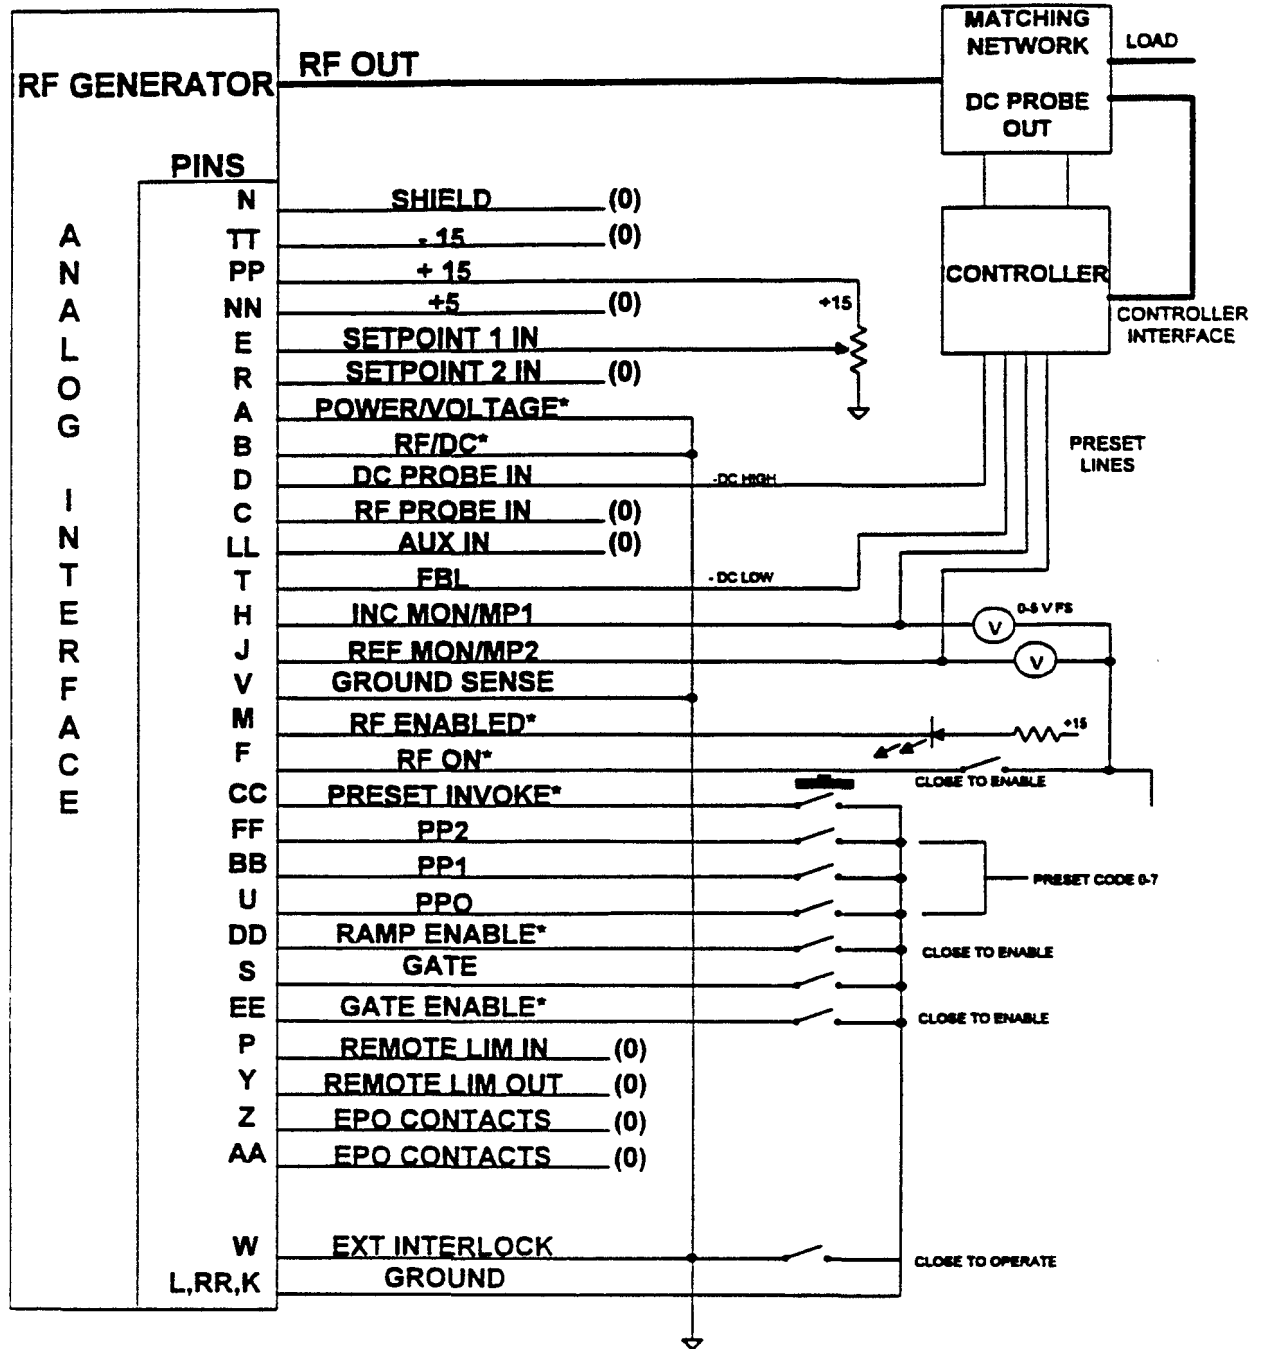 RF GENERATOR
RF OUT
MATCHING
NETWORK
DC PROBE
OUT
LOAD
PINS
ANALOG INTERFACE
N SHIELD (0)
TT - 15 (0)
PP + 15
NN +5 (0)
+15
CONTROLLER
CONTROLLER
INTERFACE
E SETPOINT 1 IN
R SETPOINT 2 IN (0)
A POWER/VOLTAGE*
B RF/DC*
PRESET
LINES
D DC PROBE IN -DC HIGH
C RF PROBE IN (0)
LL AUX IN (0)
T FBL - DC LOW
H INC MON/MP1 V 0-5 V FS
J REF MON/MP2 V
V GROUND SENSE
M RF ENABLED* +15
F RF ON* CLOSE TO ENABLE
CC PRESET INVOKE*
FF PP2
BB PP1 PRESET CODE 0-7
U PPO
DD RAMP ENABLE* CLOSE TO ENABLE
S GATE
EE GATE ENABLE* CLOSE TO ENABLE
P REMOTE LIM IN (0)
Y REMOTE LIM OUT (0)
Z EPO CONTACTS (0)
AA EPO CONTACTS (0)
W EXT INTERLOCK CLOSE TO OPERATE
L,RR,K GROUND